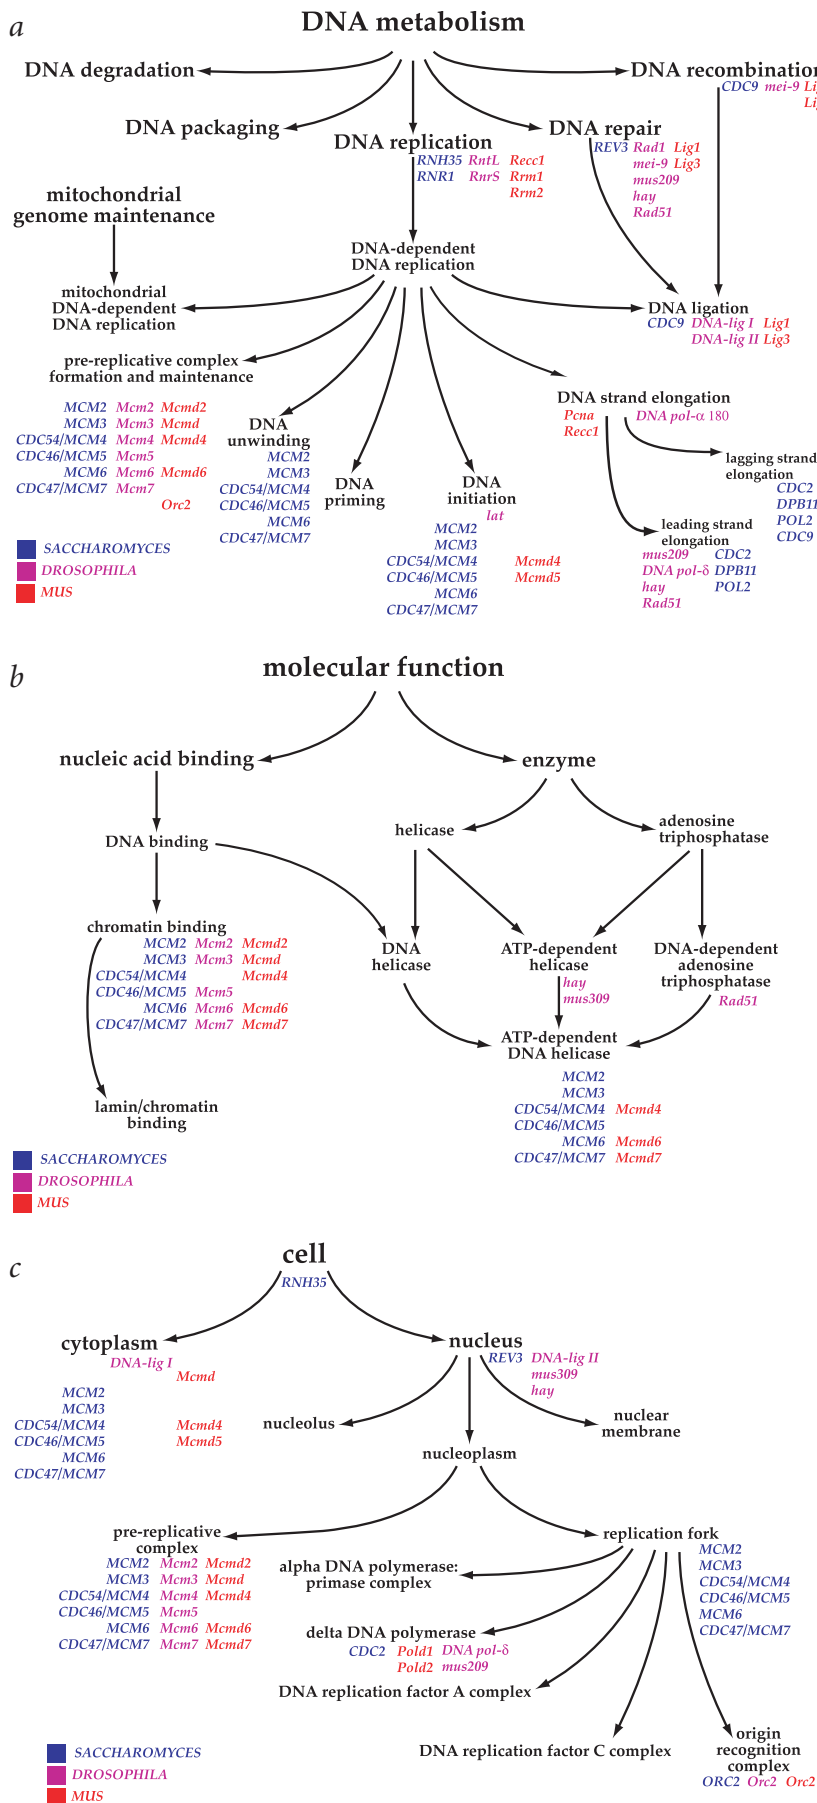 a
DNA metabolism
DNA degradation
DNA recombination
CDC9 mei-9 Lig
Lig
DNA packaging
DNA replication
RNH35 RntL Recc1
RNR1 RnrS Rrm1
Rrm2
DNA repair
REV3 Rad1 Lig1
mei-9 Lig3
mus209
hay
Rad51
mitochondrial
genome maintenance
DNA-dependent
DNA replication
mitochondrial
DNA-dependent
DNA replication
DNA ligation
CDC9 DNA-lig I Lig1
DNA-lig II Lig3
pre-replicative complex
formation and maintenance
MCM2 Mcm2 Mcmd2
MCM3 Mcm3 Mcmd
CDC54/MCM4 Mcm4 Mcmd4
CDC46/MCM5 Mcm5
MCM6 Mcm6 Mcmd6
CDC47/MCM7 Mcm7
Orc2
DNA
unwinding
MCM2
MCM3
CDC54/MCM4
CDC46/MCM5
MCM6
CDC47/MCM7
DNA
priming
DNA
initiation
lat
MCM2
MCM3
CDC54/MCM4 Mcmd4
CDC46/MCM5 Mcmd5
MCM6
CDC47/MCM7
DNA strand elongation
Pcna DNA pol-α 180
Recc1
lagging strand
elongation
CDC2
DPB11
POL2
CDC9
leading strand
elongation
mus209 CDC2
DNA pol-δ DPB11
hay POL2
Rad51
SACCHAROMYCES
DROSOPHILA
MUS
b
molecular function
nucleic acid binding
enzyme
DNA binding
helicase
adenosine
triphosphatase
chromatin binding
MCM2 Mcm2 Mcmd2
MCM3 Mcm3 Mcmd
CDC54/MCM4 Mcmd4
CDC46/MCM5 Mcm5
MCM6 Mcm6 Mcmd6
CDC47/MCM7 Mcm7 Mcmd7
DNA
helicase
ATP-dependent
helicase
hay
mus309
DNA-dependent
adenosine
triphosphatase
Rad51
ATP-dependent
DNA helicase
MCM2
MCM3
CDC54/MCM4 Mcmd4
CDC46/MCM5
MCM6 Mcmd6
CDC47/MCM7 Mcmd7
lamin/chromatin
binding
SACCHAROMYCES
DROSOPHILA
MUS
c
cell
RNH35
cytoplasm
DNA-lig I
Mcmd
MCM2
MCM3
CDC54/MCM4 Mcmd4
CDC46/MCM5 Mcmd5
MCM6
CDC47/MCM7
nucleus
REV3 DNA-lig II
mus309
hay
nucleolus
nuclear
membrane
nucleoplasm
pre-replicative
complex
MCM2 Mcm2 Mcmd2
MCM3 Mcm3 Mcmd
CDC54/MCM4 Mcm4 Mcmd4
CDC46/MCM5 Mcm5
MCM6 Mcm6 Mcmd6
CDC47/MCM7 Mcm7 Mcmd7
replication fork
MCM2
MCM3
CDC54/MCM4
CDC46/MCM5
MCM6
CDC47/MCM7
alpha DNA polymerase:
primase complex
delta DNA polymerase
CDC2 Pold1 DNA pol-δ
Pold2 mus209
DNA replication factor A complex
DNA replication factor C complex
origin
recognition
complex
ORC2 Orc2 Orc2
SACCHAROMYCES
DROSOPHILA
MUS